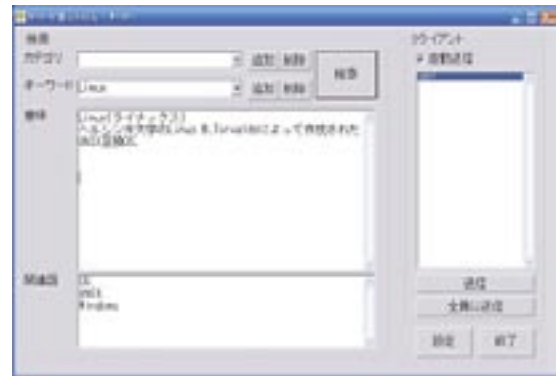 検索
クライアント
カテゴリ
追加 削除
自動送信
検索
キーワード
Linux
追加 削除
Linux(ライナックス)
ヘルシンキ大学のLinus B.Torvaldsによって作成された
UNIX互換OS
関連語
OS
UNIX
Windows
送信
全員に送信
設定
終了